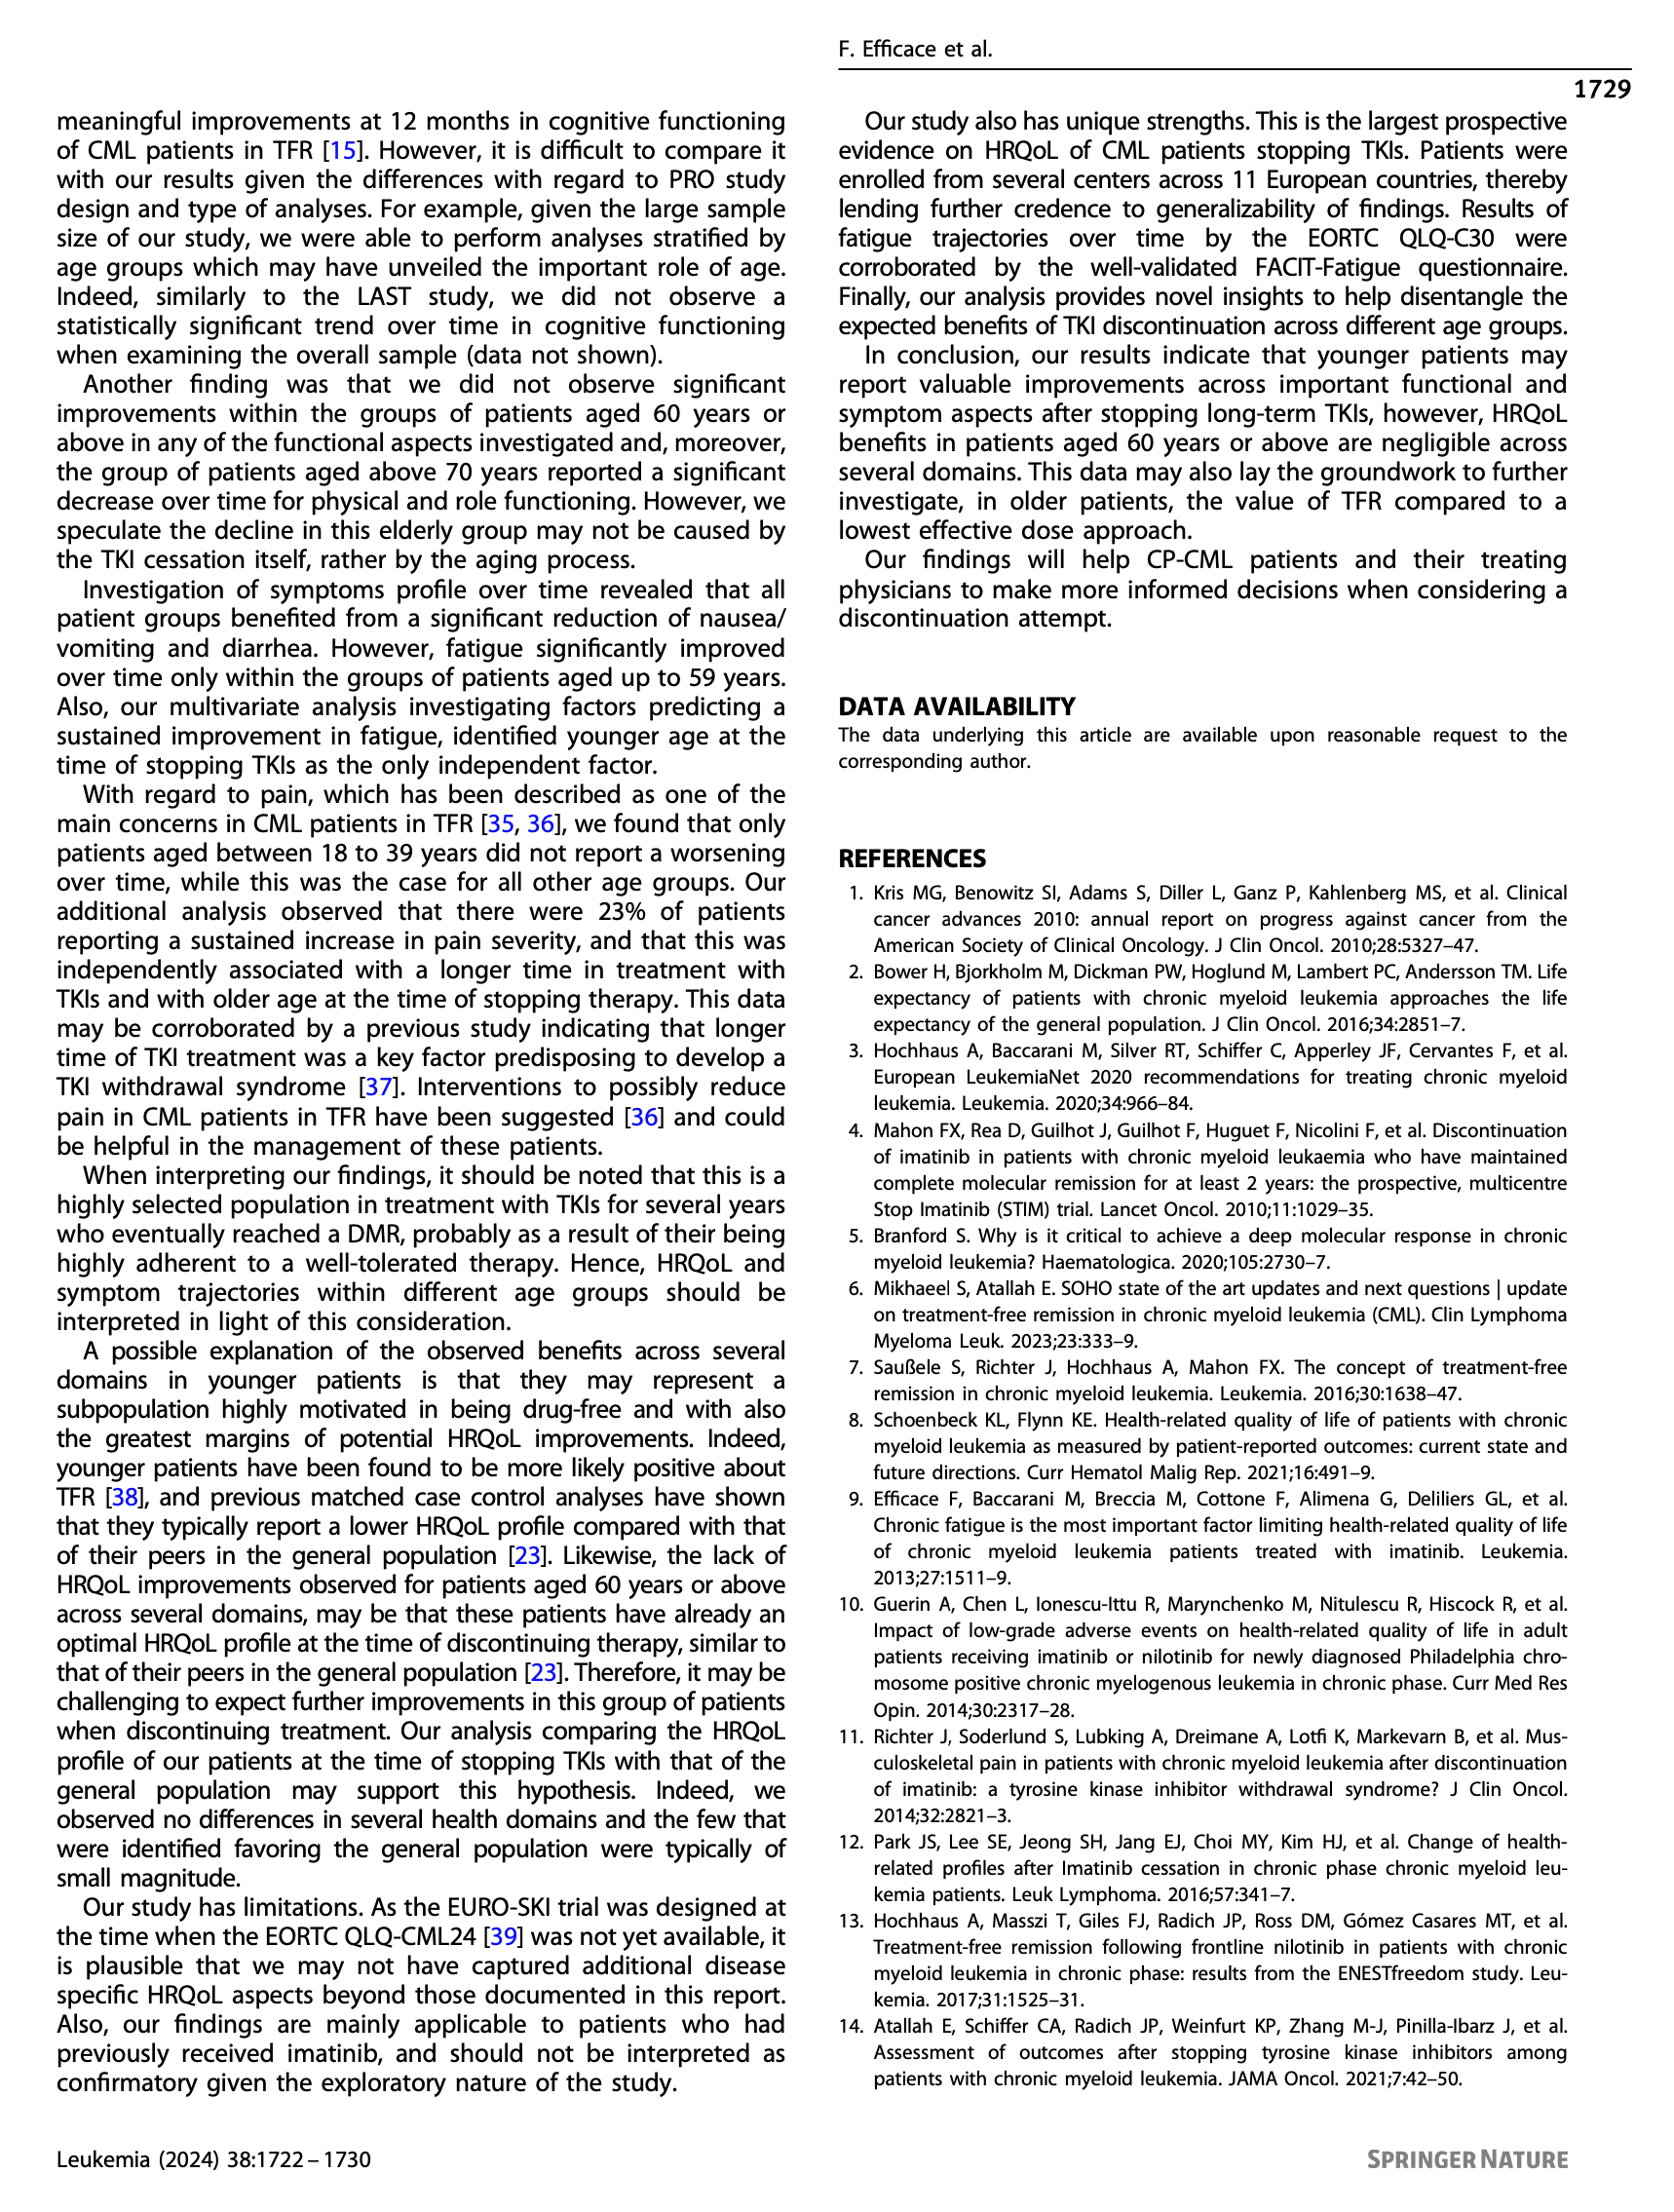 F. Efficace et al.
1729
meaningful improvements at 12 months in cognitive functioning
of CML patients in TFR [15]. However, it is difficult to compare it
with our results given the differences with regard to PRO study
design and type of analyses. For example, given the large sample
size of our study, we were able to perform analyses stratified by
age groups which may have unveiled the important role of age.
Indeed, similarly to the LAST study, we did not observe a
statistically significant trend over time in cognitive functioning
when examining the overall sample (data not shown).
Another finding was that we did not observe significant
improvements within the groups of patients aged 60 years or
above in any of the functional aspects investigated and, moreover,
the group of patients aged above 70 years reported a significant
decrease over time for physical and role functioning. However, we
speculate the decline in this elderly group may not be caused by
the TKI cessation itself, rather by the aging process.
Investigation of symptoms profile over time revealed that all
patient groups benefited from a significant reduction of nausea/
vomiting and diarrhea. However, fatigue significantly improved
over time only within the groups of patients aged up to 59 years.
Also, our multivariate analysis investigating factors predicting a
sustained improvement in fatigue, identified younger age at the
time of stopping TKIs as the only independent factor.
With regard to pain, which has been described as one of the
main concerns in CML patients in TFR [35, 36], we found that only
patients aged between 18 to 39 years did not report a worsening
over time, while this was the case for all other age groups. Our
additional analysis observed that there were 23% of patients
reporting a sustained increase in pain severity, and that this was
independently associated with a longer time in treatment with
TKIs and with older age at the time of stopping therapy. This data
may be corroborated by a previous study indicating that longer
time of TKI treatment was a key factor predisposing to develop a
TKI withdrawal syndrome [37]. Interventions to possibly reduce
pain in CML patients in TFR have been suggested [36] and could
be helpful in the management of these patients.
When interpreting our findings, it should be noted that this is a
highly selected population in treatment with TKIs for several years
who eventually reached a DMR, probably as a result of their being
highly adherent to a well-tolerated therapy. Hence, HRQoL and
symptom trajectories within different age groups should be
interpreted in light of this consideration.
A possible explanation of the observed benefits across several
domains in younger patients is that they may represent a
subpopulation highly motivated in being drug-free and with also
the greatest margins of potential HRQoL improvements. Indeed,
younger patients have been found to be more likely positive about
TFR [38], and previous matched case control analyses have shown
that they typically report a lower HRQoL profile compared with that
of their peers in the general population [23]. Likewise, the lack of
HRQoL improvements observed for patients aged 60 years or above
across several domains, may be that these patients have already an
optimal HRQoL profile at the time of discontinuing therapy, similar to
that of their peers in the general population [23]. Therefore, it may be
challenging to expect further improvements in this group of patients
when discontinuing treatment. Our analysis comparing the HRQoL
profile of our patients at the time of stopping TKIs with that of the
general population may support this hypothesis. Indeed, we
observed no differences in several health domains and the few that
were identified favoring the general population were typically of
small magnitude.
Our study has limitations. As the EURO-SKI trial was designed at
the time when the EORTC QLQ-CML24 [39] was not yet available, it
is plausible that we may not have captured additional disease
specific HRQoL aspects beyond those documented in this report.
Also, our findings are mainly applicable to patients who had
previously received imatinib, and should not be interpreted as
confirmatory given the exploratory nature of the study.
Our study also has unique strengths. This is the largest prospective
evidence on HRQoL of CML patients stopping TKIs. Patients were
enrolled from several centers across 11 European countries, thereby
lending further credence to generalizability of findings. Results of
fatigue trajectories over time by the EORTC QLQ-C30 were
corroborated by the well-validated FACIT-Fatigue questionnaire.
Finally, our analysis provides novel insights to help disentangle the
expected benefits of TKI discontinuation across different age groups.
In conclusion, our results indicate that younger patients may
report valuable improvements across important functional and
symptom aspects after stopping long-term TKIs, however, HRQoL
benefits in patients aged 60 years or above are negligible across
several domains. This data may also lay the groundwork to further
investigate, in older patients, the value of TFR compared to a
lowest effective dose approach.
Our findings will help CP-CML patients and their treating
physicians to make more informed decisions when considering a
discontinuation attempt.
DATA AVAILABILITY
The data underlying this article are available upon reasonable request to the
corresponding author.
REFERENCES
1. Kris MG, Benowitz SI, Adams S, Diller L, Ganz P, Kahlenberg MS, et al. Clinical
cancer advances 2010: annual report on progress against cancer from the
American Society of Clinical Oncology. J Clin Oncol. 2010;28:5327–47.
2. Bower H, Bjorkholm M, Dickman PW, Hoglund M, Lambert PC, Andersson TM. Life
expectancy of patients with chronic myeloid leukemia approaches the life
expectancy of the general population. J Clin Oncol. 2016;34:2851–7.
3. Hochhaus A, Baccarani M, Silver RT, Schiffer C, Apperley JF, Cervantes F, et al.
European LeukemiaNet 2020 recommendations for treating chronic myeloid
leukemia. Leukemia. 2020;34:966–84.
4. Mahon FX, Rea D, Guilhot J, Guilhot F, Huguet F, Nicolini F, et al. Discontinuation
of imatinib in patients with chronic myeloid leukaemia who have maintained
complete molecular remission for at least 2 years: the prospective, multicentre
Stop Imatinib (STIM) trial. Lancet Oncol. 2010;11:1029–35.
5. Branford S. Why is it critical to achieve a deep molecular response in chronic
myeloid leukemia? Haematologica. 2020;105:2730–7.
6. Mikhaeel S, Atallah E. SOHO state of the art updates and next questions | update
on treatment-free remission in chronic myeloid leukemia (CML). Clin Lymphoma
Myeloma Leuk. 2023;23:333–9.
7. Saußele S, Richter J, Hochhaus A, Mahon FX. The concept of treatment-free
remission in chronic myeloid leukemia. Leukemia. 2016;30:1638–47.
8. Schoenbeck KL, Flynn KE. Health-related quality of life of patients with chronic
myeloid leukemia as measured by patient-reported outcomes: current state and
future directions. Curr Hematol Malig Rep. 2021;16:491–9.
9. Efficace F, Baccarani M, Breccia M, Cottone F, Alimena G, Deliliers GL, et al.
Chronic fatigue is the most important factor limiting health-related quality of life
of chronic myeloid leukemia patients treated with imatinib. Leukemia.
2013;27:1511–9.
10. Guerin A, Chen L, Ionescu-Ittu R, Marynchenko M, Nitulescu R, Hiscock R, et al.
Impact of low-grade adverse events on health-related quality of life in adult
patients receiving imatinib or nilotinib for newly diagnosed Philadelphia chro-
mosome positive chronic myelogenous leukemia in chronic phase. Curr Med Res
Opin. 2014;30:2317–28.
11. Richter J, Soderlund S, Lubking A, Dreimane A, Lotfi K, Markevarn B, et al. Mus-
culoskeletal pain in patients with chronic myeloid leukemia after discontinuation
of imatinib: a tyrosine kinase inhibitor withdrawal syndrome? J Clin Oncol.
2014;32:2821–3.
12. Park JS, Lee SE, Jeong SH, Jang EJ, Choi MY, Kim HJ, et al. Change of health-
related profiles after Imatinib cessation in chronic phase chronic myeloid leu-
kemia patients. Leuk Lymphoma. 2016;57:341–7.
13. Hochhaus A, Masszi T, Giles FJ, Radich JP, Ross DM, Gómez Casares MT, et al.
Treatment-free remission following frontline nilotinib in patients with chronic
myeloid leukemia in chronic phase: results from the ENESTfreedom study. Leu-
kemia. 2017;31:1525–31.
14. Atallah E, Schiffer CA, Radich JP, Weinfurt KP, Zhang M-J, Pinilla-Ibarz J, et al.
Assessment of outcomes after stopping tyrosine kinase inhibitors among
patients with chronic myeloid leukemia. JAMA Oncol. 2021;7:42–50.
Leukemia (2024) 38:1722 – 1730
SPRINGER NATURE